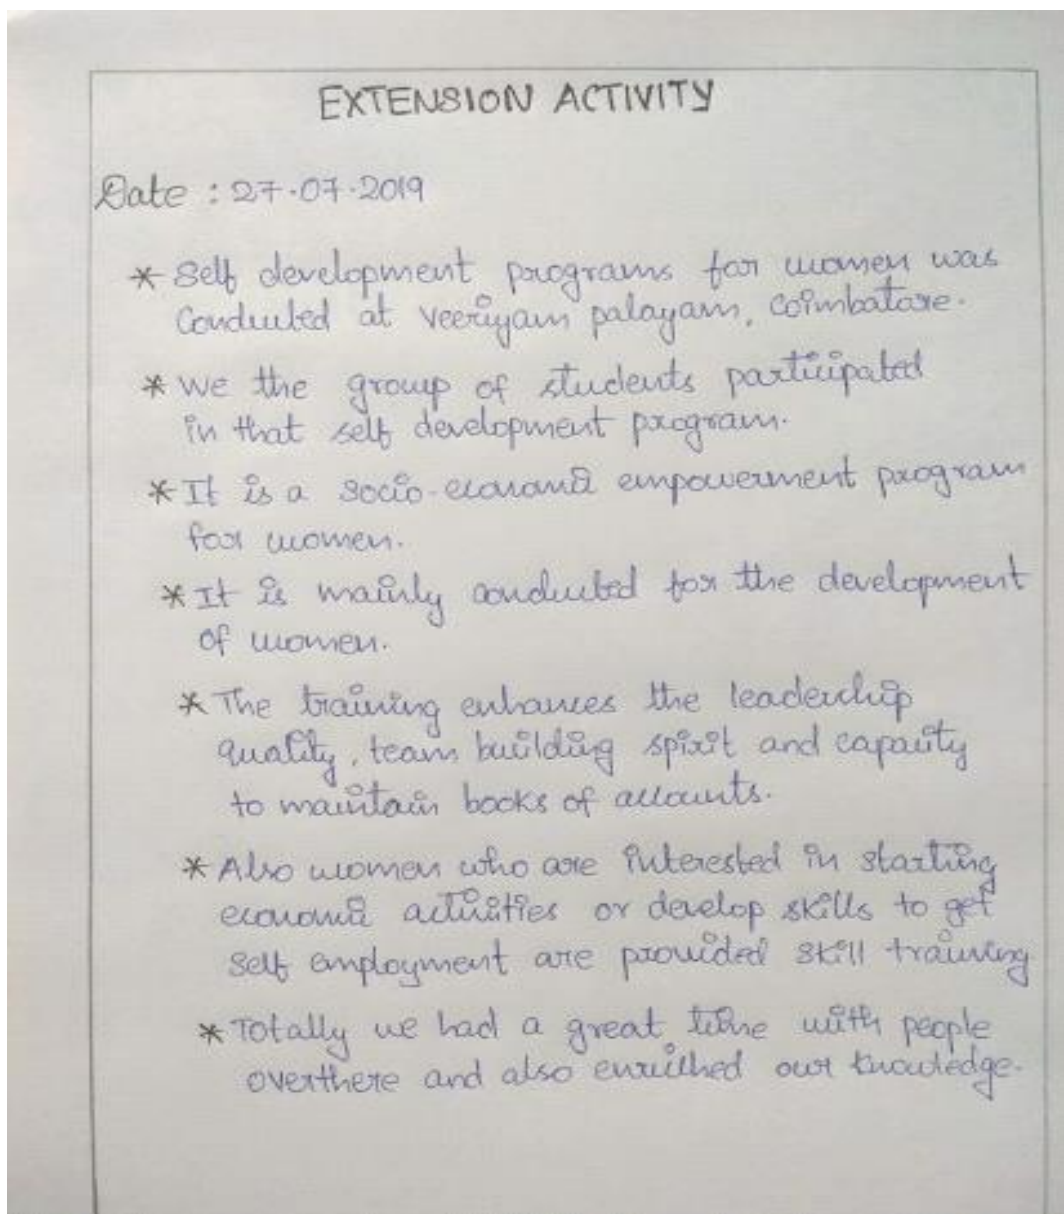 EXTENSION ACTIVITY
Date : 27.07.2019
* Self development programs for women was
Conducted at Veeriyam palayam, Coimbatore.
* We the group of students participated
in that self development program.
* It is a socio-economic empowerment program
for women.
* It is mainly conducted for the development
of women.
* The training enhances the leadership
quality, team building spirit and capacity
to maintain books of accounts.
* Also women who are interested in starting
economic activities or develop skills to get
self employment are provided skill training
* Totally we had a great time with people
overthere and also enriched our knowledge.